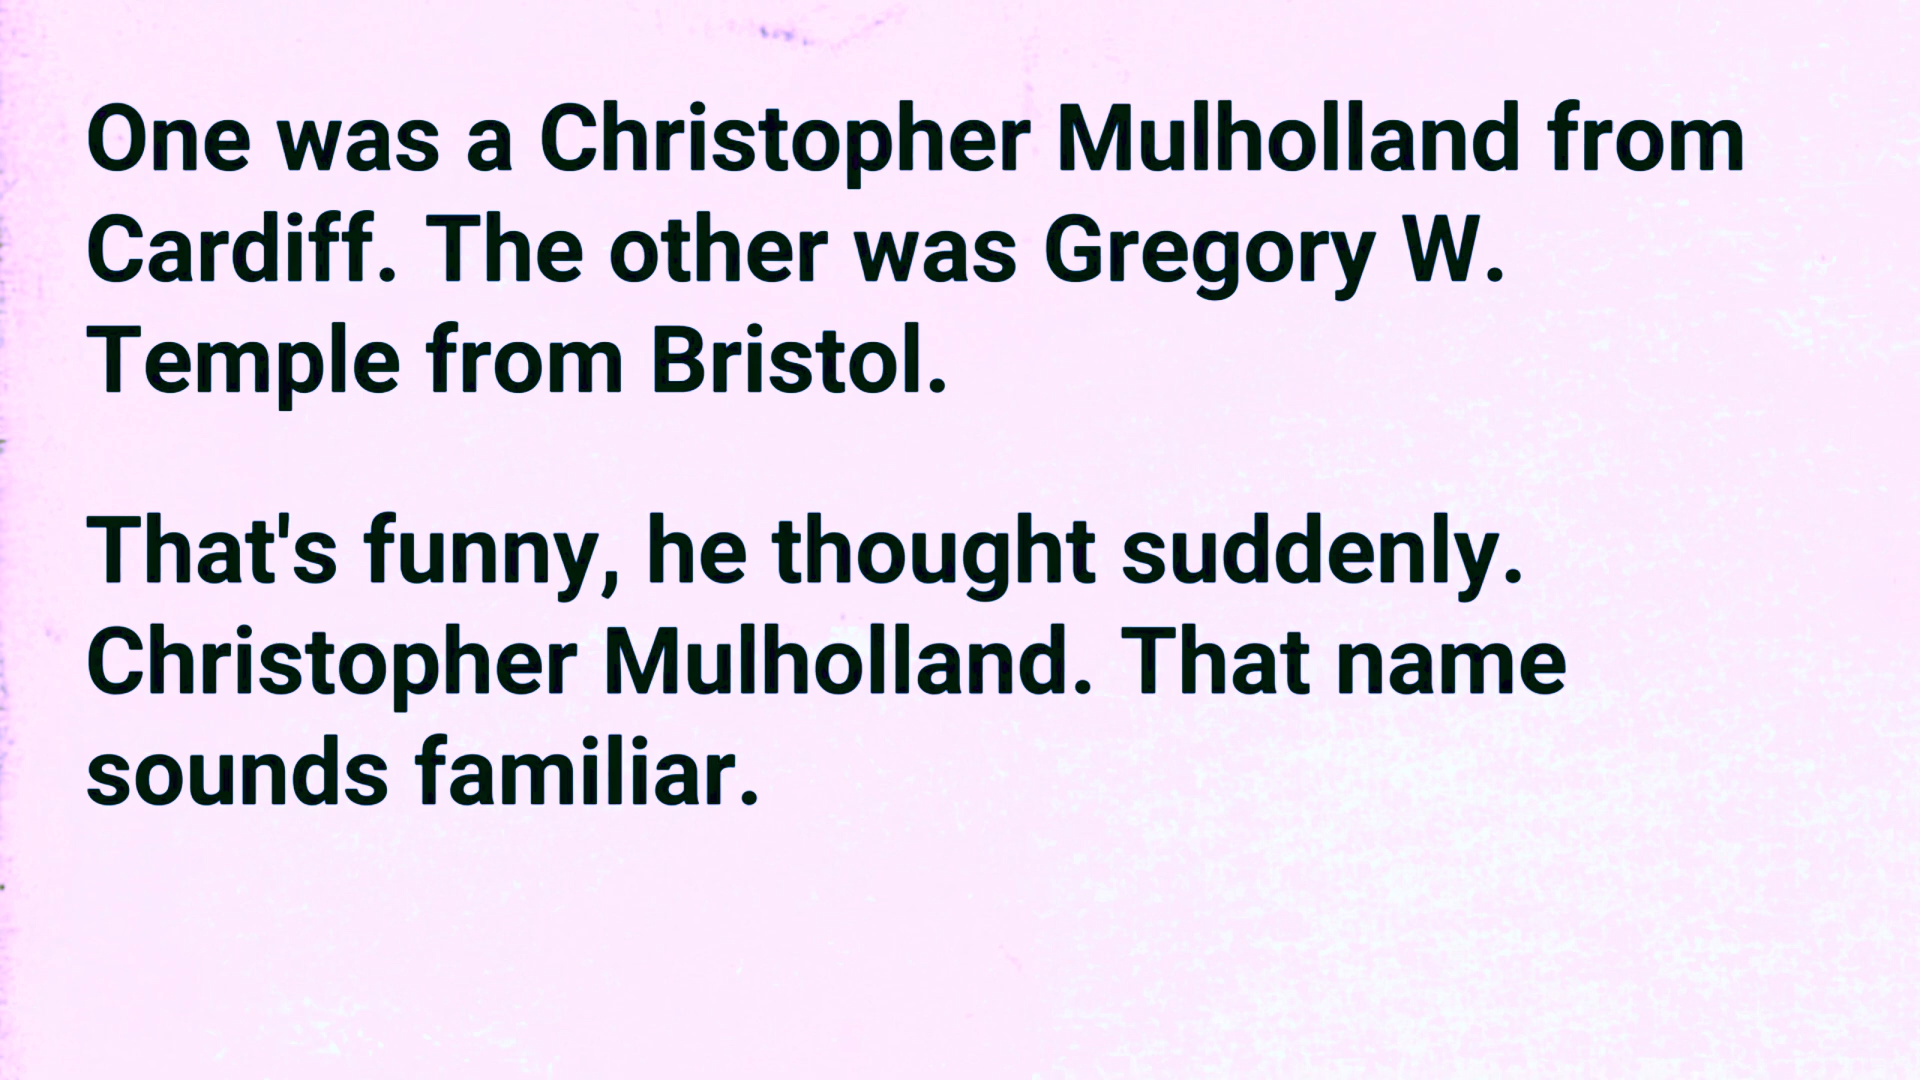 One was a Christopher Mulholland from
Cardiff. The other was Gregory W.
Temple from Bristol.
That's funny, he thought suddenly.
Christopher Mulholland. That name
sounds familiar.